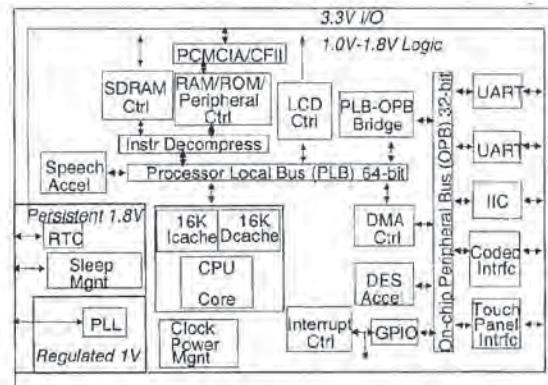 3.3V I/O
1.0V-1.8V Logic
PCMCIA/CFII
SDRAM
Ctrl
RAM/ROM/
Peripheral
Ctrl
LCD
Ctrl
PLB-OPB
Bridge
Instr Decompress
Speech
Accel
Processor Local Bus (PLB) 64-bit
On-chip Peripheral Bus (OPB) 32-bit
UART
UART
IIC
Codec
Intrfc
Touch
Panel
Intrfc
Persistent 1.8V
RTC
Sleep
Mgnt
PLL
Regulated 1V
16K
Icache
16K
Dcache
CPU
Core
Clock
Power
Mgnt
DMA
Ctrl
DES
Accel
Interrupt
Ctrl
GPIO